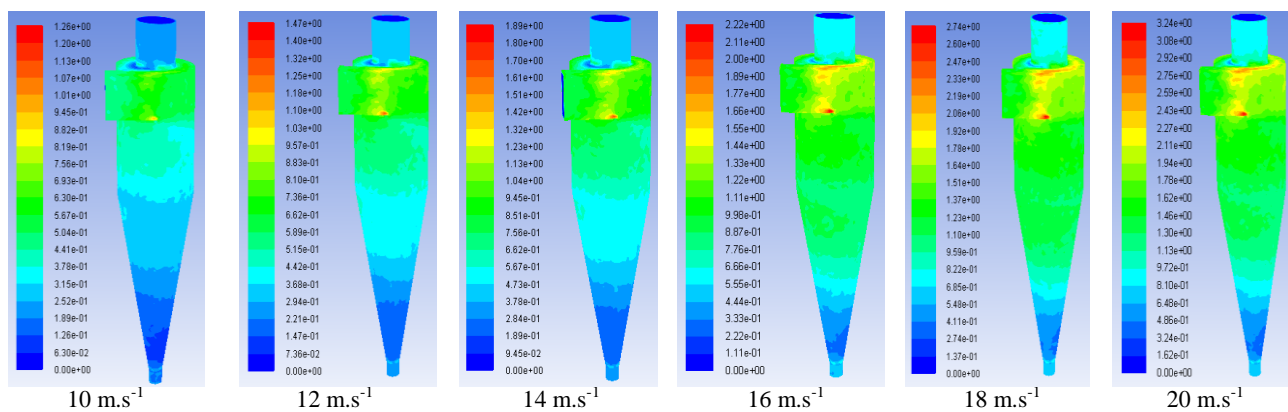 1.26e+00
1.20e+00
1.13e+00
1.07e+00
1.01e+00
9.45e-01
8.82e-01
8.19e-01
7.56e-01
6.93e-01
6.30e-01
5.67e-01
5.04e-01
4.41e-01
3.78e-01
3.15e-01
2.52e-01
1.89e-01
1.26e-01
6.30e-02
0.00e+00
10 m.s⁻¹
1.47e+00
1.40e+00
1.32e+00
1.25e+00
1.18e+00
1.10e+00
1.03e+00
9.57e-01
8.83e-01
8.10e-01
7.36e-01
6.62e-01
5.89e-01
5.15e-01
4.42e-01
3.68e-01
2.94e-01
2.21e-01
1.47e-01
7.36e-02
0.00e+00
12 m.s⁻¹
1.89e+00
1.80e+00
1.70e+00
1.61e+00
1.51e+00
1.42e+00
1.32e+00
1.23e+00
1.13e+00
1.04e+00
9.45e-01
8.51e-01
7.56e-01
6.62e-01
5.67e-01
4.73e-01
3.78e-01
2.84e-01
1.89e-01
9.45e-02
0.00e+00
14 m.s⁻¹
2.22e+00
2.11e+00
2.00e+00
1.89e+00
1.77e+00
1.66e+00
1.55e+00
1.44e+00
1.33e+00
1.22e+00
1.11e+00
9.98e-01
8.87e-01
7.76e-01
6.66e-01
5.55e-01
4.44e-01
3.33e-01
2.22e-01
1.11e-01
0.00e+00
16 m.s⁻¹
2.74e+00
2.60e+00
2.47e+00
2.33e+00
2.19e+00
2.06e+00
1.92e+00
1.78e+00
1.64e+00
1.51e+00
1.37e+00
1.23e+00
1.10e+00
9.59e-01
8.22e-01
6.85e-01
5.48e-01
4.11e-01
2.74e-01
1.37e-01
0.00e+00
18 m.s⁻¹
3.24e+00
3.08e+00
2.92e+00
2.75e+00
2.59e+00
2.43e+00
2.27e+00
2.11e+00
1.94e+00
1.78e+00
1.62e+00
1.46e+00
1.30e+00
1.13e+00
9.72e-01
8.10e-01
6.48e-01
4.86e-01
3.24e-01
1.62e-01
0.00e+00
20 m.s⁻¹